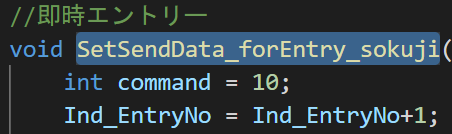 //即時エントリー
void SetSendData_forEntry_sokuji(
int command = 10;
Ind_EntryNo = Ind_EntryNo+1;